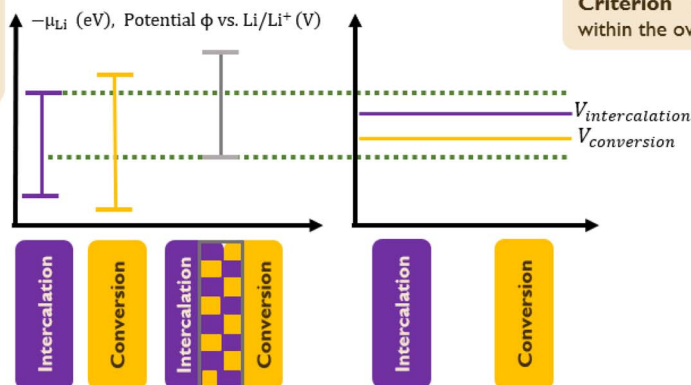 Criterion
within the ov
−μLi (eV), Potential ϕ vs. Li/Li⁺ (V)
Vintercalation
Vconversion
Intercalation
Conversion
Intercalation
Conversion
Intercalation
Conversion